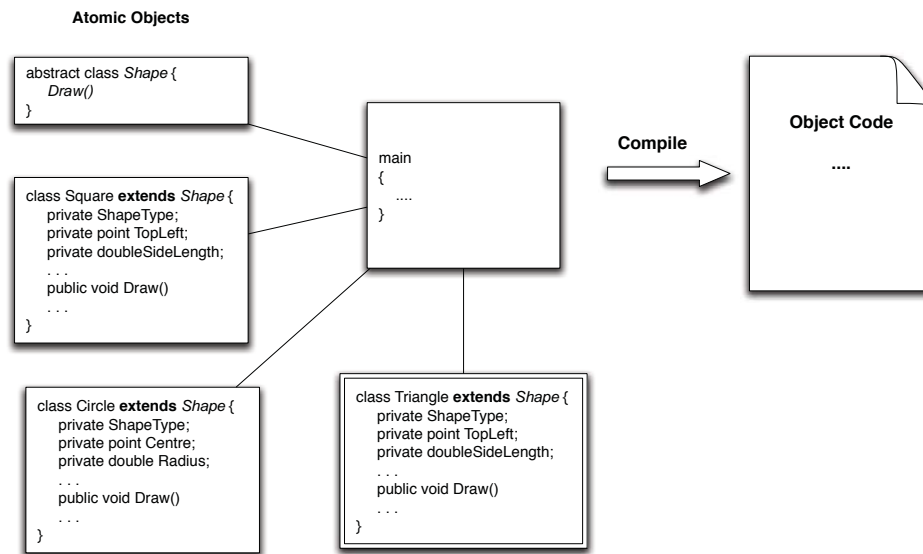 Atomic Objects
abstract class Shape {
Draw()
}
class Square extends Shape {
private ShapeType;
private point TopLeft;
private doubleSideLength;
. . .
public void Draw()
. . .
}
class Circle extends Shape {
private ShapeType;
private point Centre;
private double Radius;
. . .
public void Draw()
. . .
}
main
{
....
}
class Triangle extends Shape {
private ShapeType;
private point TopLeft;
private doubleSideLength;
. . .
public void Draw()
. . .
}
Compile
Object Code
....